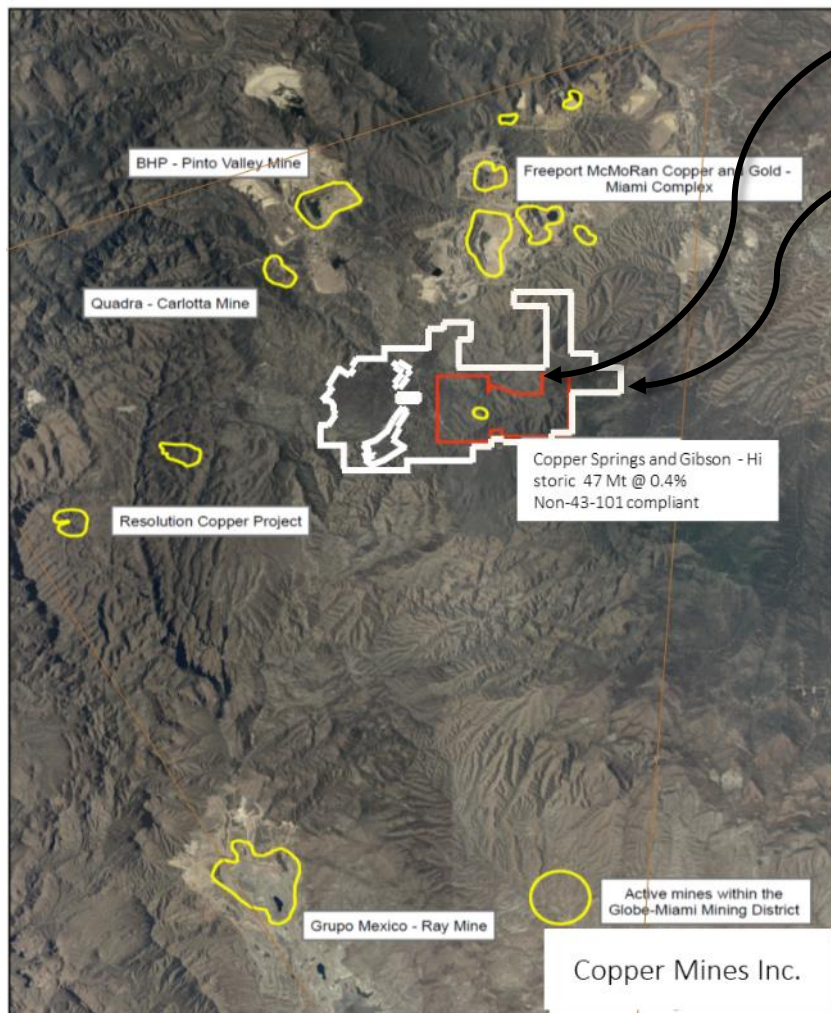 BHP - Pinto Valley Mine
Freeport McMoRan Copper and Gold -
Miami Complex
Quadra - Carlotta Mine
Copper Springs and Gibson - Hi
storic 47 Mt @ 0.4%
Non-43-101 compliant
Resolution Copper Project
Active mines within the
Globe-Miami Mining District
Grupo Mexico - Ray Mine
Copper Mines Inc.